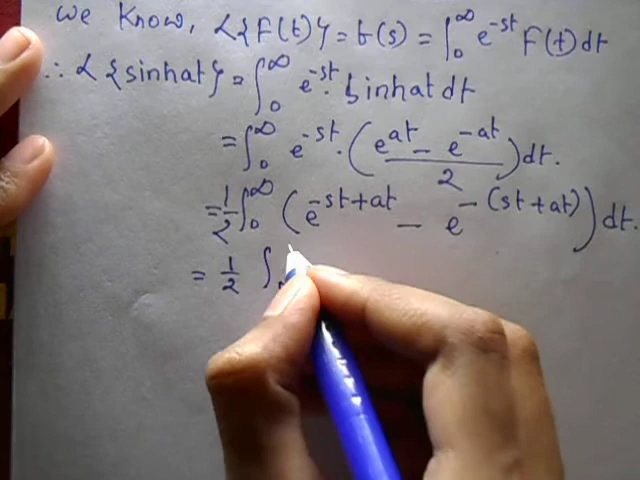 We Know, L{F(t)} = f(s) = ∫₀^∞ e^-st F(t)dt
∴ L{sinhat} = ∫₀^∞ e^-st. sinhat dt
= ∫₀^∞ e^-st. (e^at - e^-at / 2) dt.
= 1/2 ∫₀^∞ (e^-st+at - e^-(st+at)) dt.
= 1/2 ∫